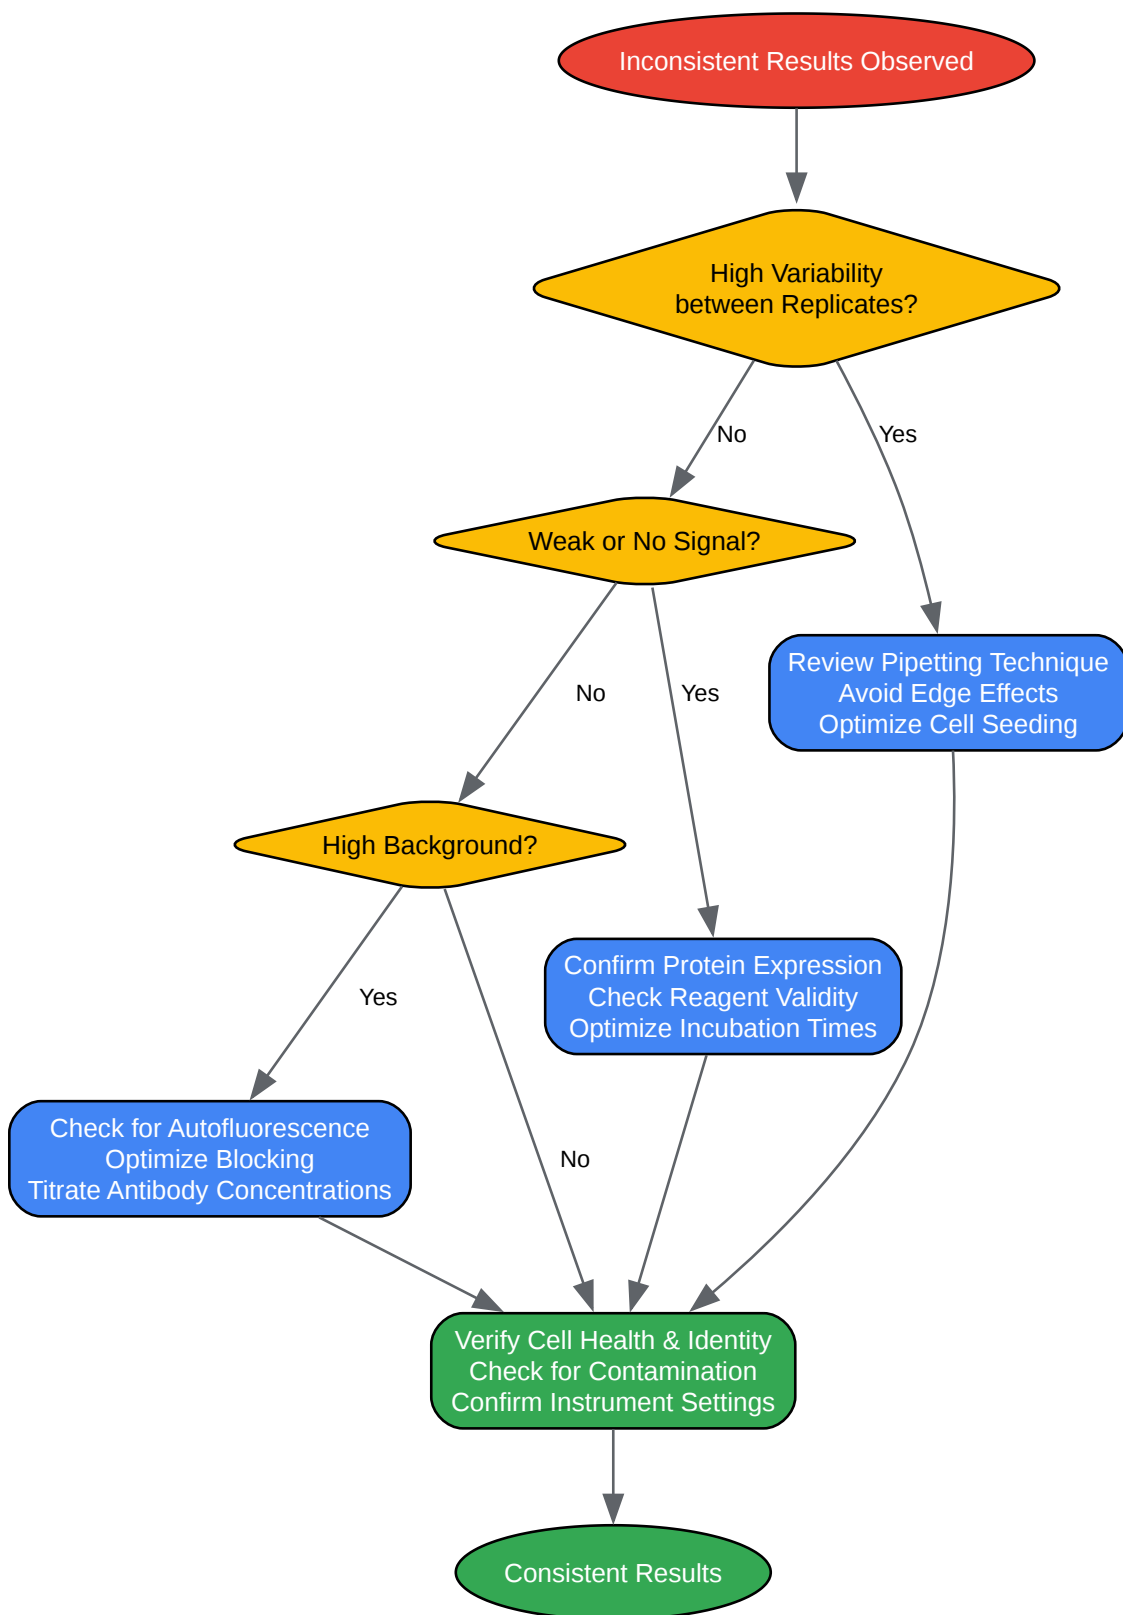 Inconsistent Results Observed
High Variability
between Replicates?
No
Yes
Weak or No Signal?
Review Pipetting Technique
Avoid Edge Effects
Optimize Cell Seeding
No
Yes
High Background?
Confirm Protein Expression
Check Reagent Validity
Optimize Incubation Times
Yes
Check for Autofluorescence
Optimize Blocking
Titrate Antibody Concentrations
No
Verify Cell Health & Identity
Check for Contamination
Confirm Instrument Settings
Consistent Results